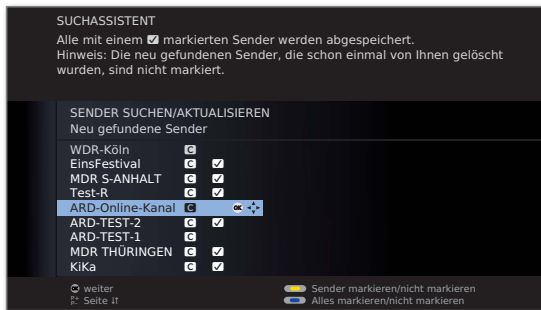 SUCHASSISTENT
Alle mit einem ☑ markierten Sender werden abgespeichert.
Hinweis: Die neu gefundenen Sender, die schon einmal von Ihnen gelöscht
wurden, sind nicht markiert.
SENDER SUCHEN/AKTUALISIEREN
Neu gefundene Sender
WDR-Köln C
EinsFestival C ☑
MDR S-ANHALT C ☑
Test-R C ☑
ARD-Online-Kanal C OK
ARD-TEST-2 C ☑
ARD-TEST-1 C
MDR THÜRINGEN C ☑
KiKa C ☑
OK weiter
P+ P- Seite ↓↑
Sender markieren/nicht markieren
Alles markieren/nicht markieren